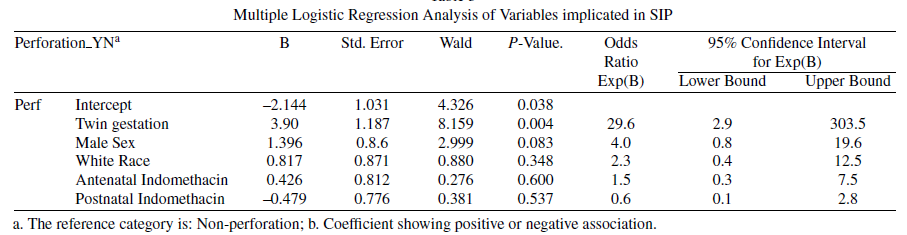 Multiple Logistic Regression Analysis of Variables implicated in SIP
Perforation_YNa B Std. Error Wald P-Value. Odds 95% Confidence Interval
Ratio for Exp(B)
Exp(B) Lower Bound Upper Bound
Perf Intercept –2.144 1.031 4.326 0.038
Twin gestation 3.90 1.187 8.159 0.004 29.6 2.9 303.5
Male Sex 1.396 0.8.6 2.999 0.083 4.0 0.8 19.6
White Race 0.817 0.871 0.880 0.348 2.3 0.4 12.5
Antenatal Indomethacin 0.426 0.812 0.276 0.600 1.5 0.3 7.5
Postnatal Indomethacin –0.479 0.776 0.381 0.537 0.6 0.1 2.8
a. The reference category is: Non-perforation; b. Coefficient showing positive or negative association.